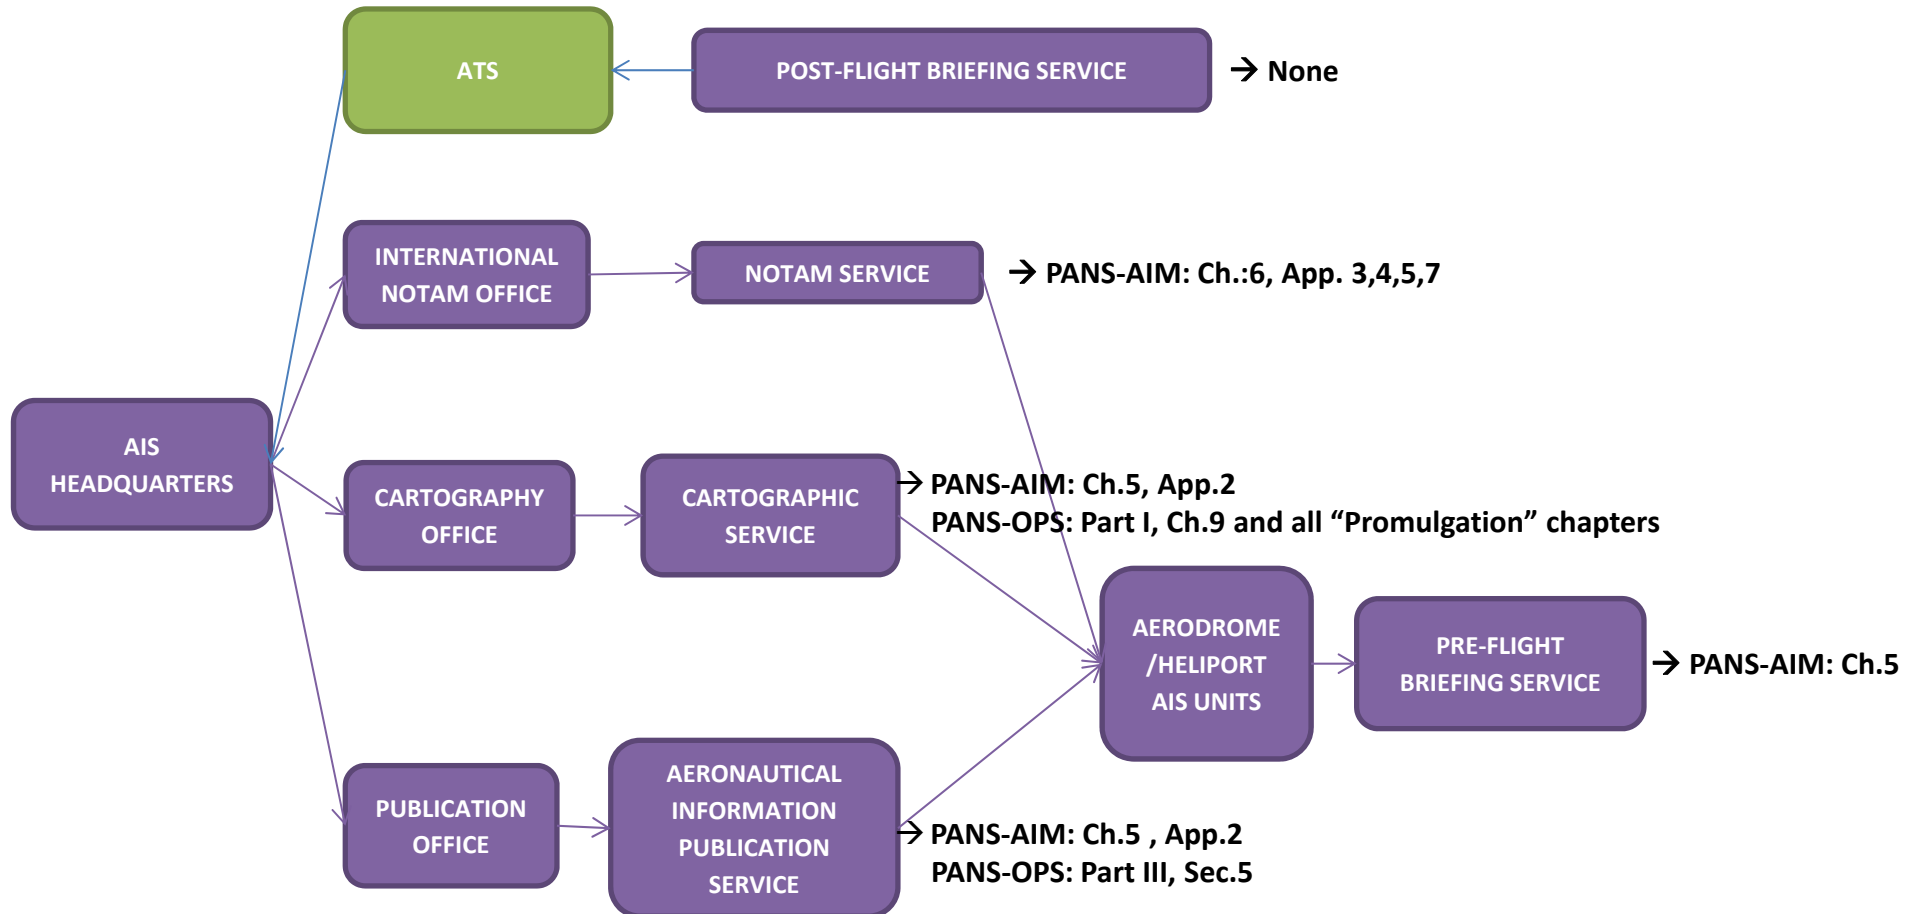 ATS
POST-FLIGHT BRIEFING SERVICE
→ None
INTERNATIONAL
NOTAM OFFICE
NOTAM SERVICE
→ PANS-AIM: Ch.:6, App. 3,4,5,7
AIS
HEADQUARTERS
CARTOGRAPHY
OFFICE
CARTOGRAPHIC
SERVICE
→ PANS-AIM: Ch.5, App.2
PANS-OPS: Part I, Ch.9 and all “Promulgation” chapters
AERODROME
/HELIPORT
AIS UNITS
PRE-FLIGHT
BRIEFING SERVICE
→ PANS-AIM: Ch.5
PUBLICATION
OFFICE
AERONAUTICAL
INFORMATION
PUBLICATION
SERVICE
→ PANS-AIM: Ch.5 , App.2
PANS-OPS: Part III, Sec.5